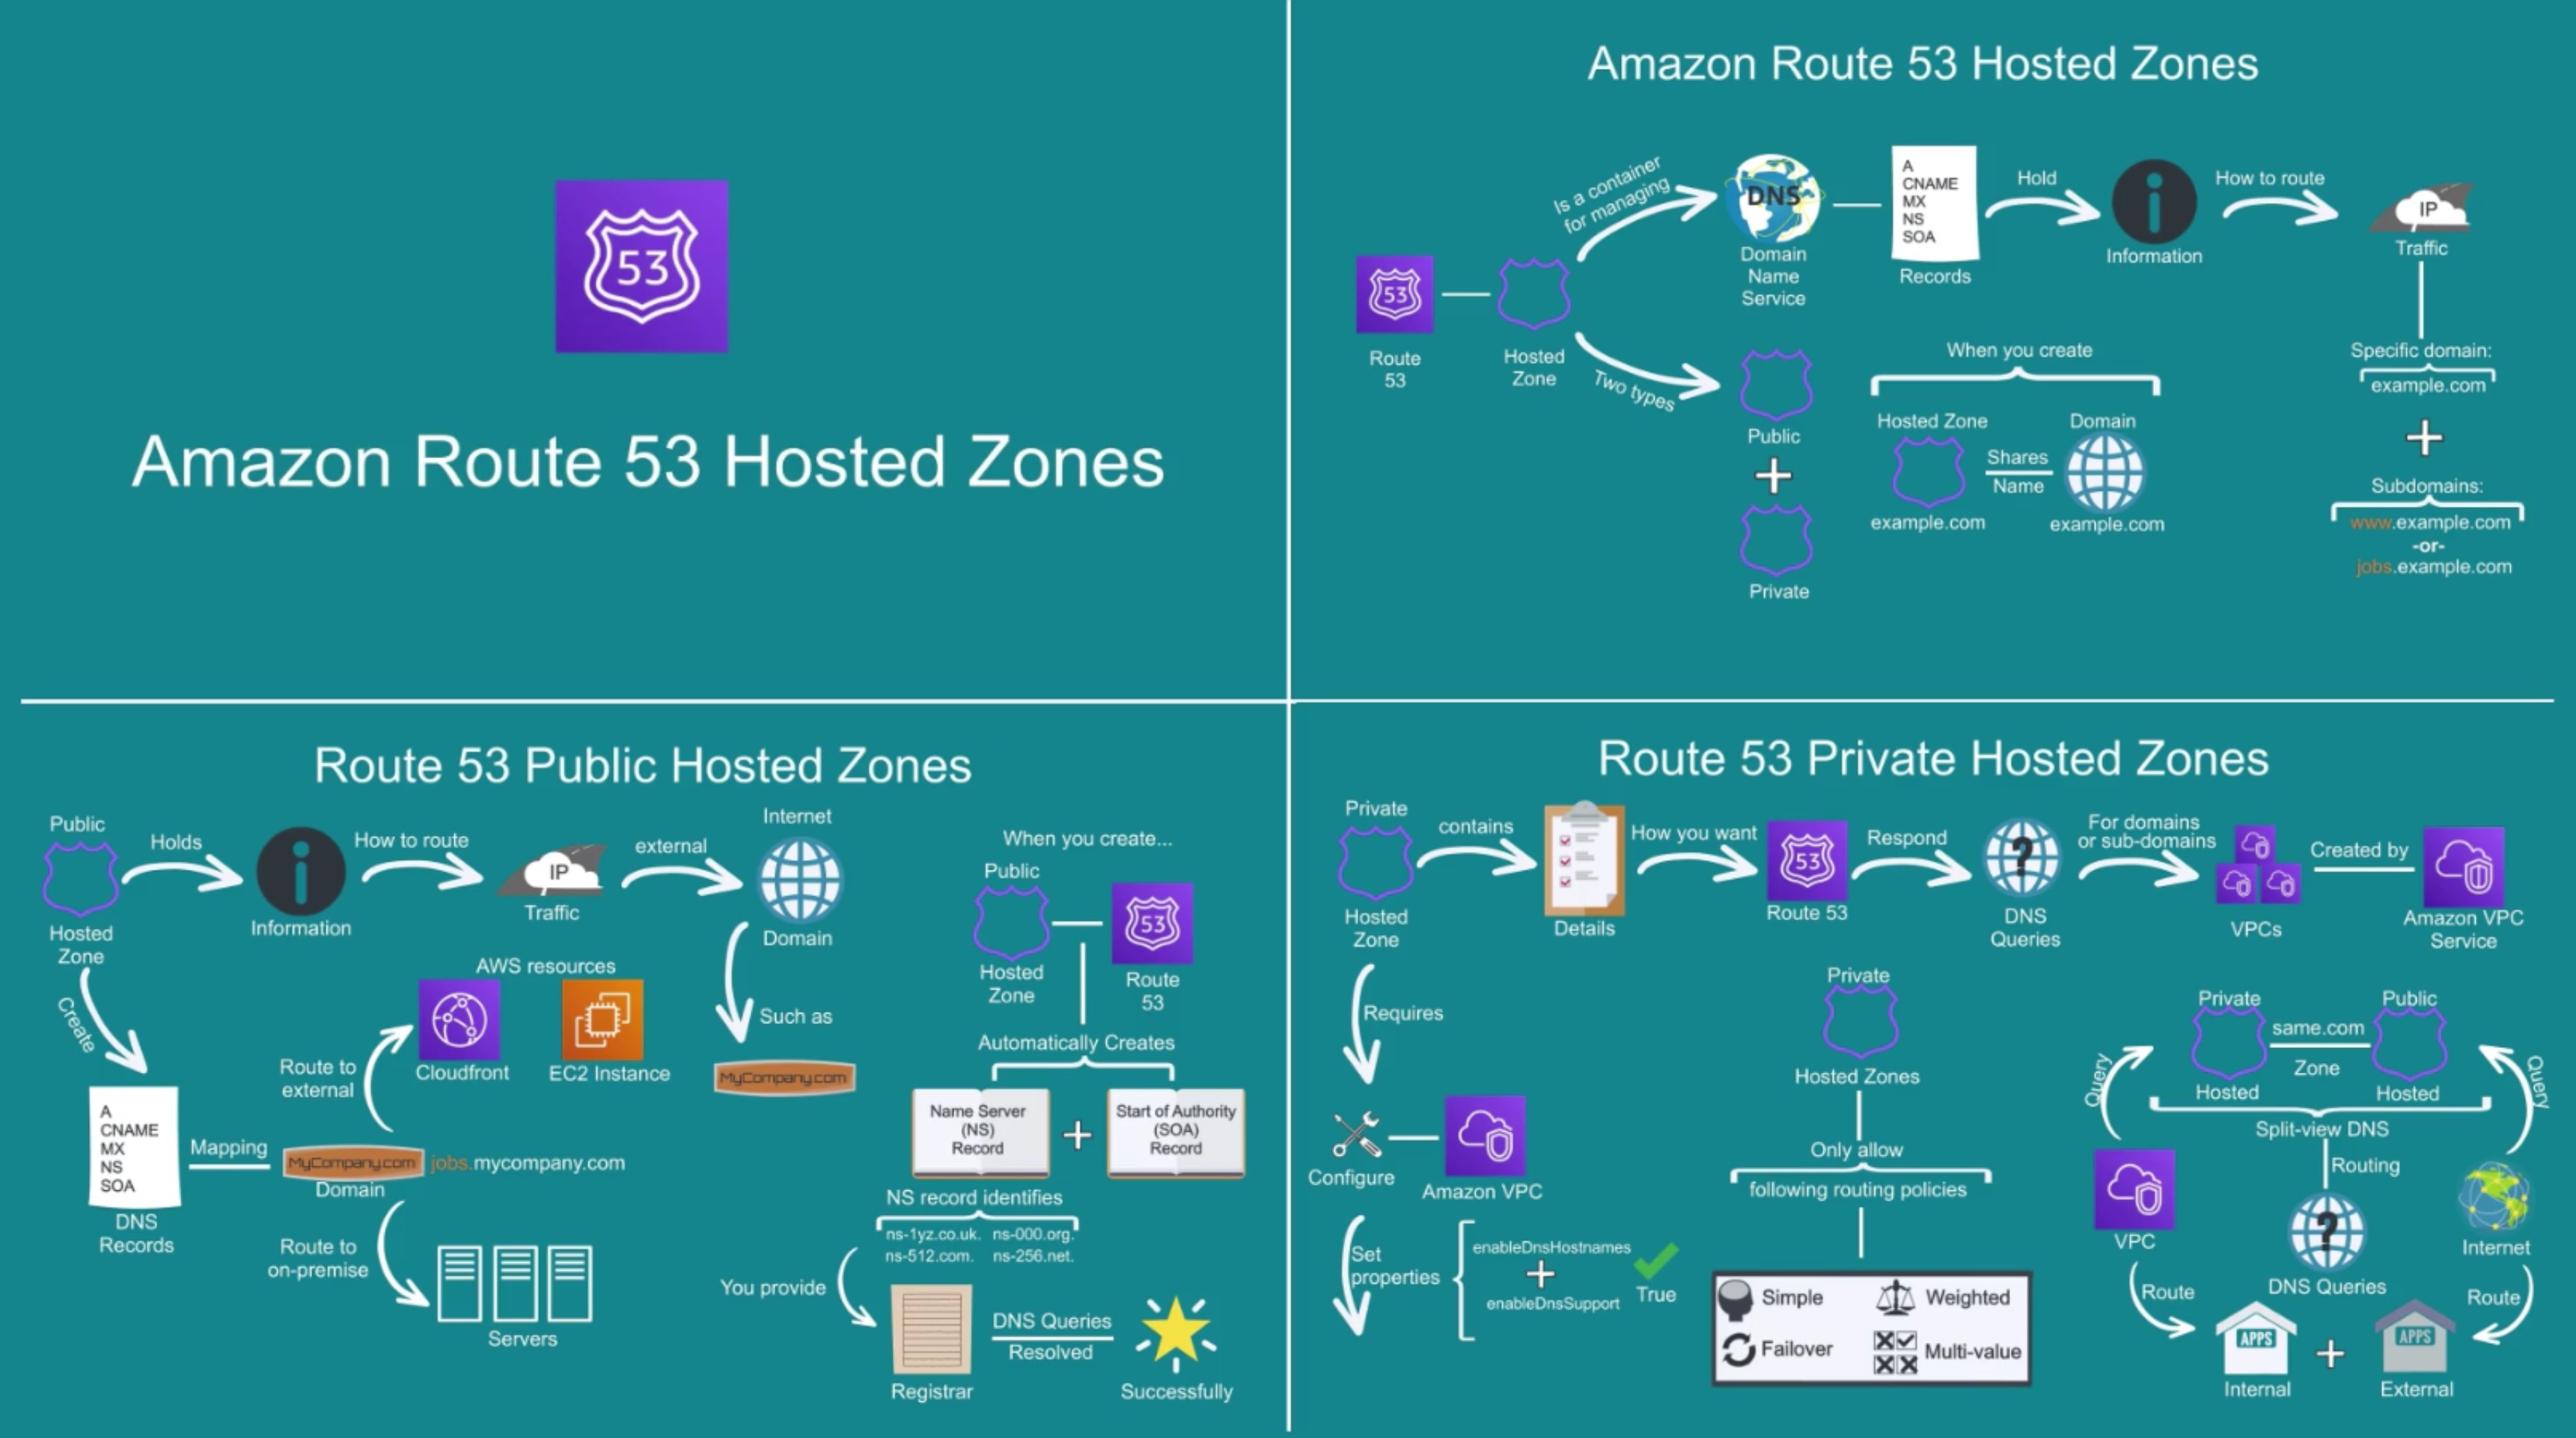 53
Amazon Route 53 Hosted Zones
Amazon Route 53 Hosted Zones
53
Route
53
Hosted
Zone
Is a container
for managing
DNS
Domain
Name
Service
A
CNAME
MX
NS
SOA
Records
Hold
Information
How to route
IP
Traffic
Two types
Public
Private
When you create
Hosted Zone
example.com
Shares
Name
Domain
example.com
Specific domain:
example.com
Subdomains:
www.example.com
-or-
jobs.example.com
Route 53 Public Hosted Zones
Public
Hosted
Zone
Holds
Information
How to route
IP
Traffic
external
Internet
Domain
Such as
MyCompany.com
Create
A
CNAME
MX
NS
SOA
DNS
Records
Mapping
MyCompany.com
jobs.mycompany.com
Domain
Route to
external
AWS resources
Cloudfront
EC2 Instance
Route to
on-premise
Servers
When you create...
Public
Hosted
Zone
53
Route
53
Automatically Creates
Name Server
(NS)
Record
+
Start of Authority
(SOA)
Record
NS record identifies
ns-1yz.co.uk. ns-000.org.
ns-512.com. ns-256.net.
You provide
Registrar
DNS Queries
Resolved
Successfully
Route 53 Private Hosted Zones
Private
Hosted
Zone
contains
Details
How you want
53
Route 53
Respond
?
DNS
Queries
For domains
or sub-domains
VPCs
Created by
Amazon VPC
Service
Requires
Configure
Amazon VPC
Set
properties
enableDnsHostnames
+
enableDnsSupport
True
Private
Hosted Zones
Only allow
following routing policies
Simple
Weighted
Failover
Multi-value
Private
Hosted
same.com
Zone
Public
Hosted
Split-view DNS
Query
Query
Routing
?
DNS Queries
VPC
Route
APPS
Internal
+
Internet
Route
APPS
External